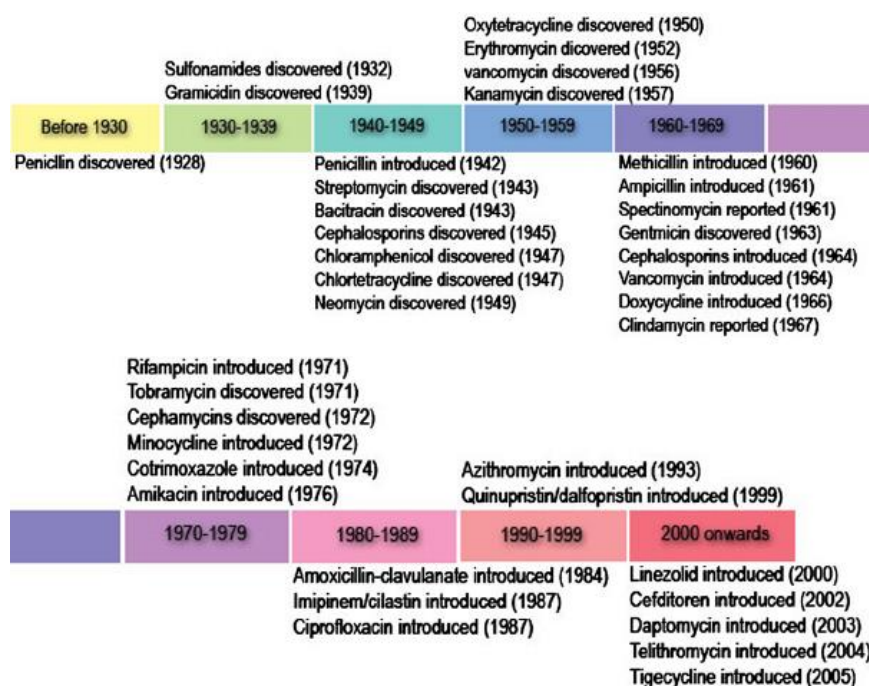 Oxytetracycline discovered (1950)
Erythromycin dicovered (1952)
vancomycin discovered (1956)
Kanamycin discovered (1957)
Sulfonamides discovered (1932)
Gramicidin discovered (1939)
Before 1930
1930-1939
1940-1949
1950-1959
1960-1969
Penicllin discovered (1928)
Penicillin introduced (1942)
Streptomycin discovered (1943)
Bacitracin discovered (1943)
Cephalosporins discovered (1945)
Chloramphenicol discovered (1947)
Chlortetracycline discovered (1947)
Neomycin discovered (1949)
Methicillin introduced (1960)
Ampicillin introduced (1961)
Spectinomycin reported (1961)
Gentmicin discovered (1963)
Cephalosporins introduced (1964)
Vancomycin introduced (1964)
Doxycycline introduced (1966)
Clindamycin reported (1967)
Rifampicin introduced (1971)
Tobramycin discovered (1971)
Cephamycins discovered (1972)
Minocycline introduced (1972)
Cotrimoxazole introduced (1974)
Amikacin introduced (1976)
Azithromycin introduced (1993)
Quinupristin/dalfopristin introduced (1999)
1970-1979
1980-1989
1990-1999
2000 onwards
Amoxicillin-clavulanate introduced (1984)
Imipinem/cilastin introduced (1987)
Ciprofloxacin introduced (1987)
Linezolid introduced (2000)
Cefditoren introduced (2002)
Daptomycin introduced (2003)
Telithromycin introduced (2004)
Tigecycline introduced (2005)